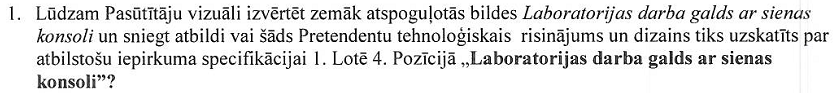 1. Lūdzam Pasūtītāju vizuāli izvērtēt zemāk atspoguļotās bildes Laboratorijas darba galds ar sienas
konsoli un sniegt atbildi vai šāds Pretendentu tehnoloģiskais risinājums un dizains tiks uzskatīts par
atbilstošu iepirkuma specifikācijai 1. Lotē 4. Pozīcijā „Laboratorijas darba galds ar sienas
konsoli”?